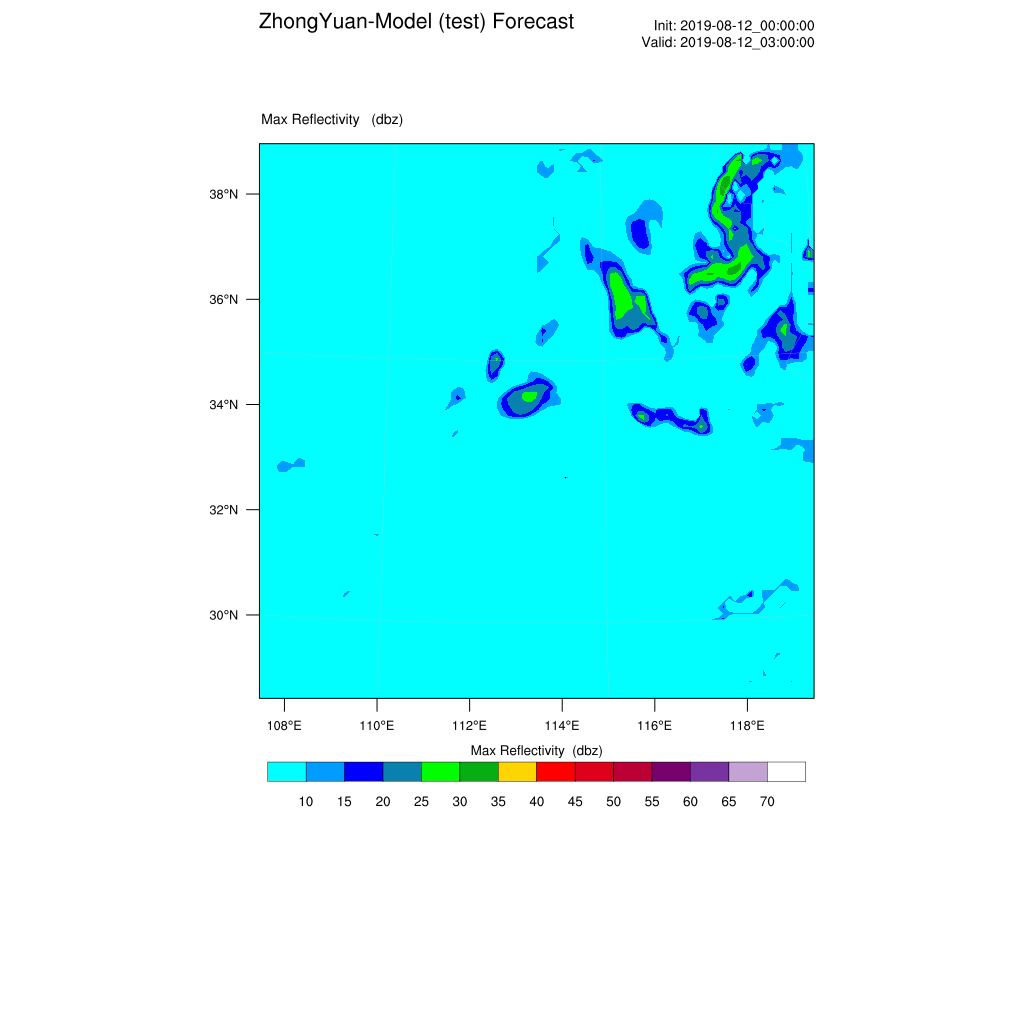 ZhongYuan-Model (test) Forecast
Init: 2019-08-12_00:00:00
Valid: 2019-08-12_03:00:00
Max Reflectivity (dbz)
38°N
36°N
34°N
32°N
30°N
108°E 110°E 112°E 114°E 116°E 118°E
Max Reflectivity (dbz)
10 15 20 25 30 35 40 45 50 55 60 65 70